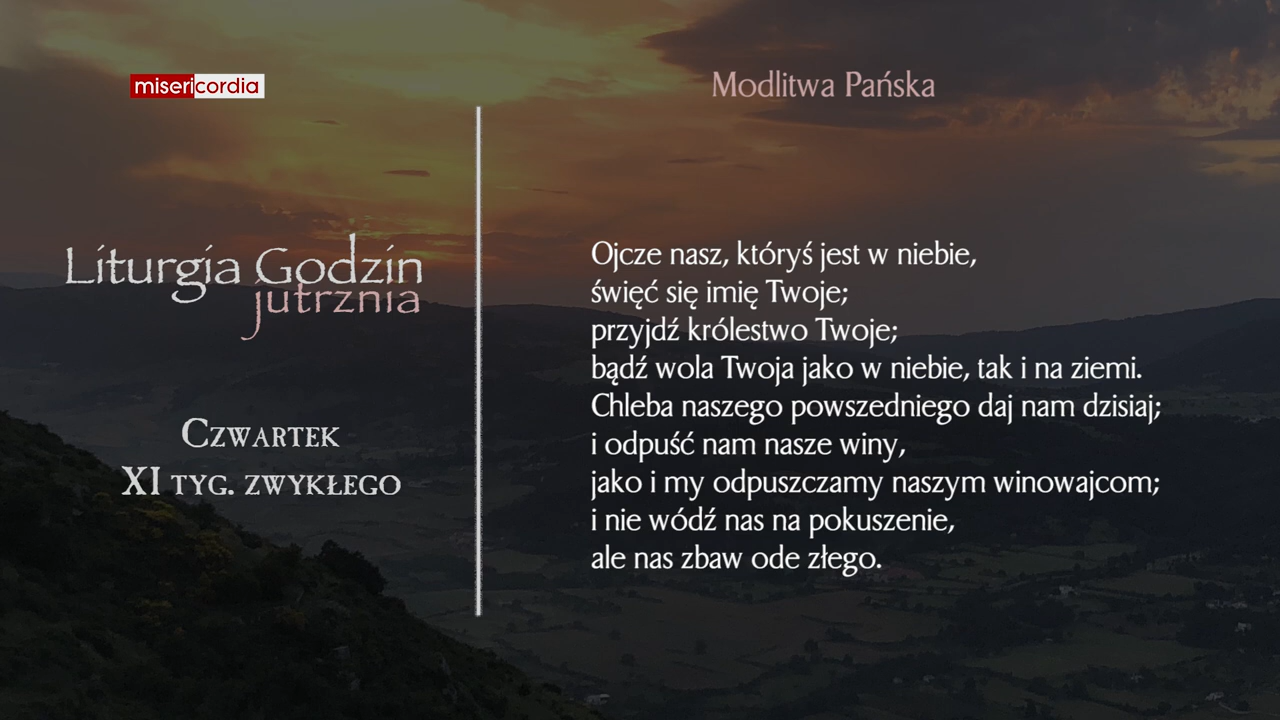 misericordia
Liturgia Godzin
jutrznia
Czwartek
XI tyg. zwykłego
Modlitwa Pańska
Ojcze nasz, któryś jest w niebie,
święć się imię Twoje;
przyjdź królestwo Twoje;
bądź wola Twoja jako w niebie, tak i na ziemi.
Chleba naszego powszedniego daj nam dzisiaj;
i odpuść nam nasze winy,
jako i my odpuszczamy naszym winowajcom;
i nie wódź nas na pokuszenie,
ale nas zbaw ode złego.